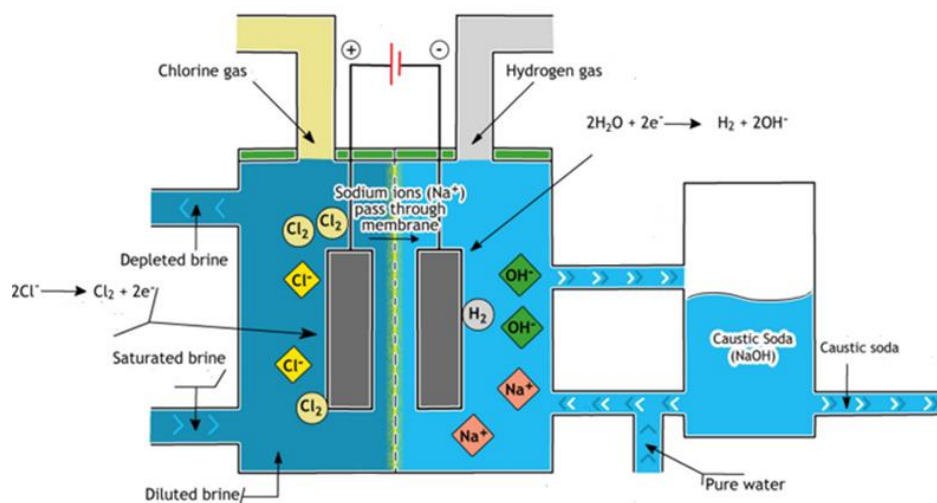 +
-
Chlorine gas
Hydrogen gas
2H₂O + 2e⁻ → H₂ + 2OH⁻
Sodium ions (Na⁺)
pass through
membrane
Cl₂
Cl₂
Depleted brine
Cl⁻
OH⁻
2Cl⁻ → Cl₂ + 2e⁻
H₂
OH⁻
Caustic Soda
(NaOH)
Caustic soda
Saturated brine
Cl⁻
Na⁺
Cl₂
Na⁺
Pure water
Diluted brine